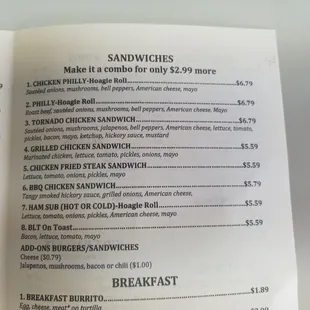 SANDWICHES
Make it a combo for only $2.99 more
1. CHICKEN PHILLY-Hoagie Roll......$6.79
Sautéed onions, mushrooms, bell peppers, American cheese, mayo
2. PHILLY-Hoagie Roll......$6.79
Roast beef, mushrooms, bell peppers, American Cheese, Mayo
3. TORNADO CHICKEN SANDWICH......$6.79
Sautéed onions, mushrooms, jalapenos, bell peppers, American cheese, lettuce, tomato,
pickles, bacon, mayo, ketchup, hickory sauce, mustard
4. GRILLED CHICKEN SANDWICH......$5.59
Marinated chicken, lettuce, tomato, pickles, onions, mayo
5. CHICKEN FRIED STEAK SANDWICH......$5.59
Lettuce, tomato, onions, pickles, mayo
6. BBQ CHICKEN SANDWICH......$5.79
Tangy smoked hickory sauce, grilled onions, American cheese,
7. HAM SUB (HOT OR COLD)-Hoagie Roll......$5.59
Lettuce, tomato, onions, pickles, American cheese, mayo
8. BLT On Toast......$5.59
Bacon, lettuce, tomato, mayo
ADD-ONS BURGERS/SANDWICHES
Cheese ($0.79)
Jalapenos, mushrooms, bacon or chili ($1.00)
BREAKFAST
1. BREAKFAST BURRITO......$1.89
Egg, cheese, meat* on tortilla